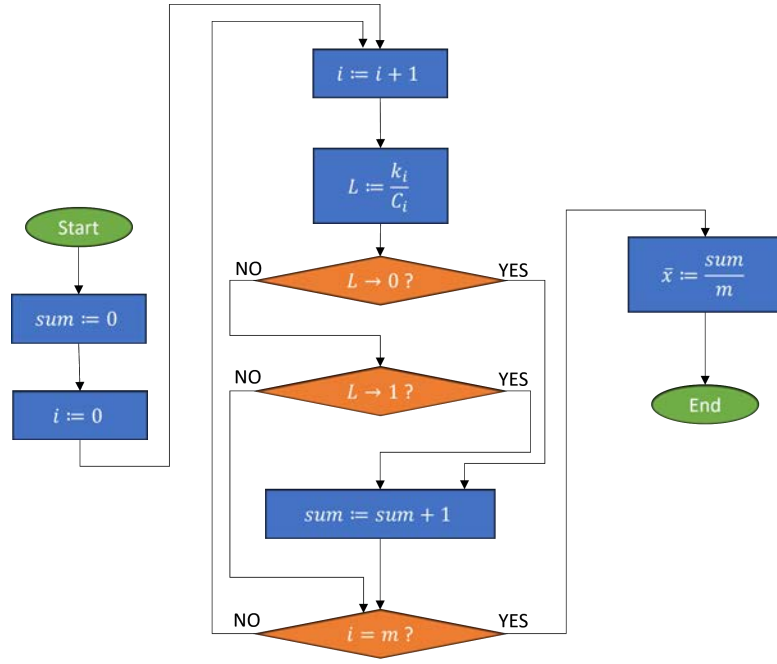 Start
sum := 0
i := 0
i := i + 1
L := k_i / C_i
NO
L → 0 ?
YES
NO
L → 1 ?
YES
sum := sum + 1
NO
i = m ?
YES
x̄ := sum / m
End